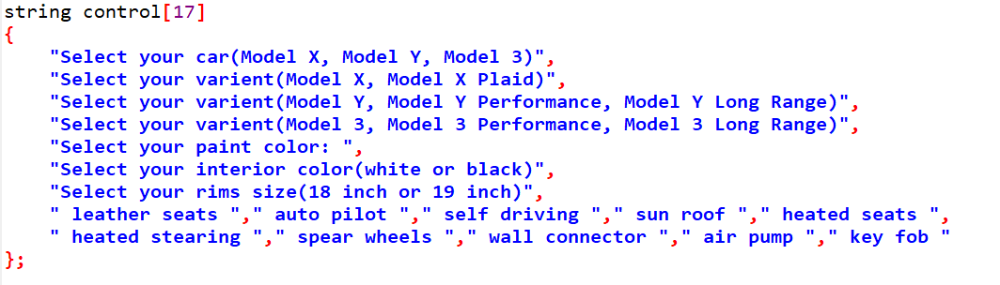 string control[17]
{
    "Select your car(Model X, Model Y, Model 3)",
    "Select your varient(Model X, Model X Plaid)",
    "Select your varient(Model Y, Model Y Performance, Model Y Long Range)",
    "Select your varient(Model 3, Model 3 Performance, Model 3 Long Range)",
    "Select your paint color: ",
    "Select your interior color(white or black)",
    "Select your rims size(18 inch or 19 inch)",
    " leather seats "," auto pilot "," self driving "," sun roof "," heated seats ",
    " heated stearing "," spear wheels "," wall connector "," air pump "," key fob "
};